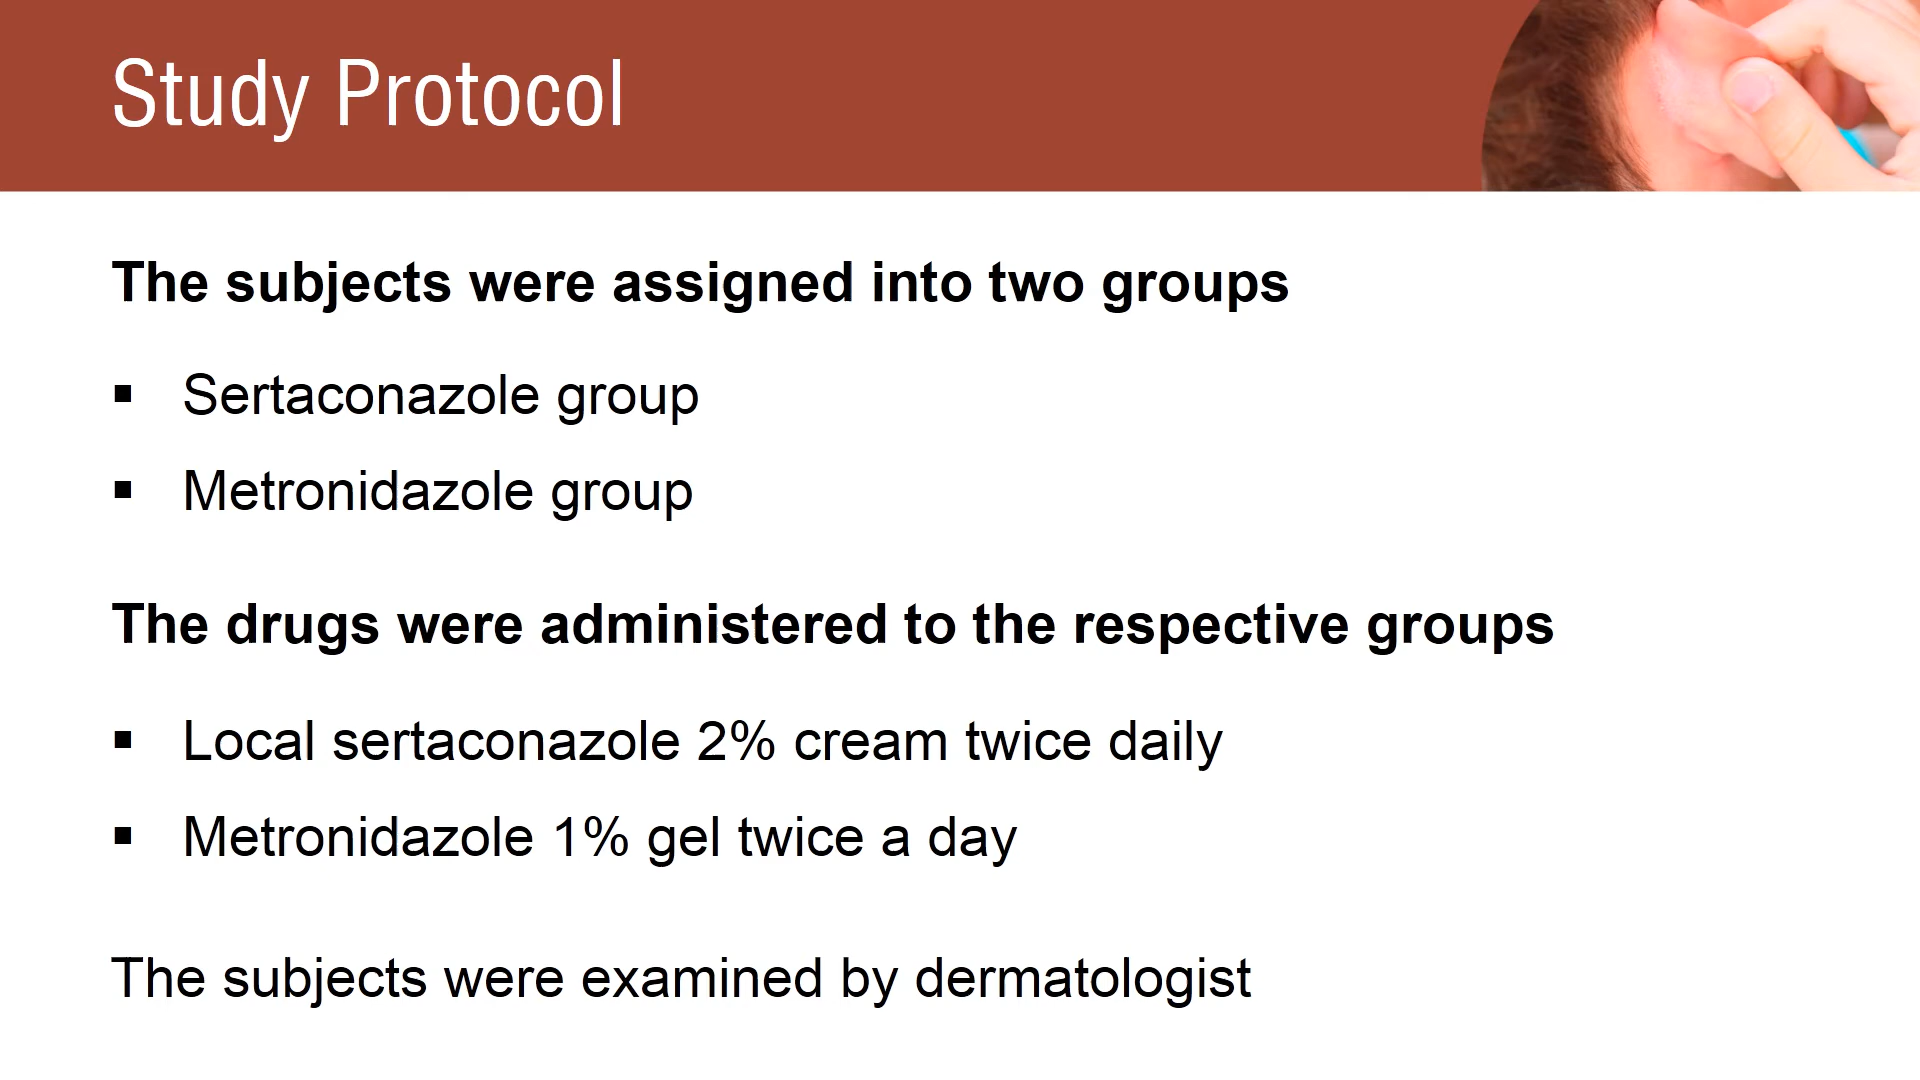 Study Protocol
The subjects were assigned into two groups
▪ Sertaconazole group
▪ Metronidazole group
The drugs were administered to the respective groups
▪ Local sertaconazole 2% cream twice daily
▪ Metronidazole 1% gel twice a day
The subjects were examined by dermatologist